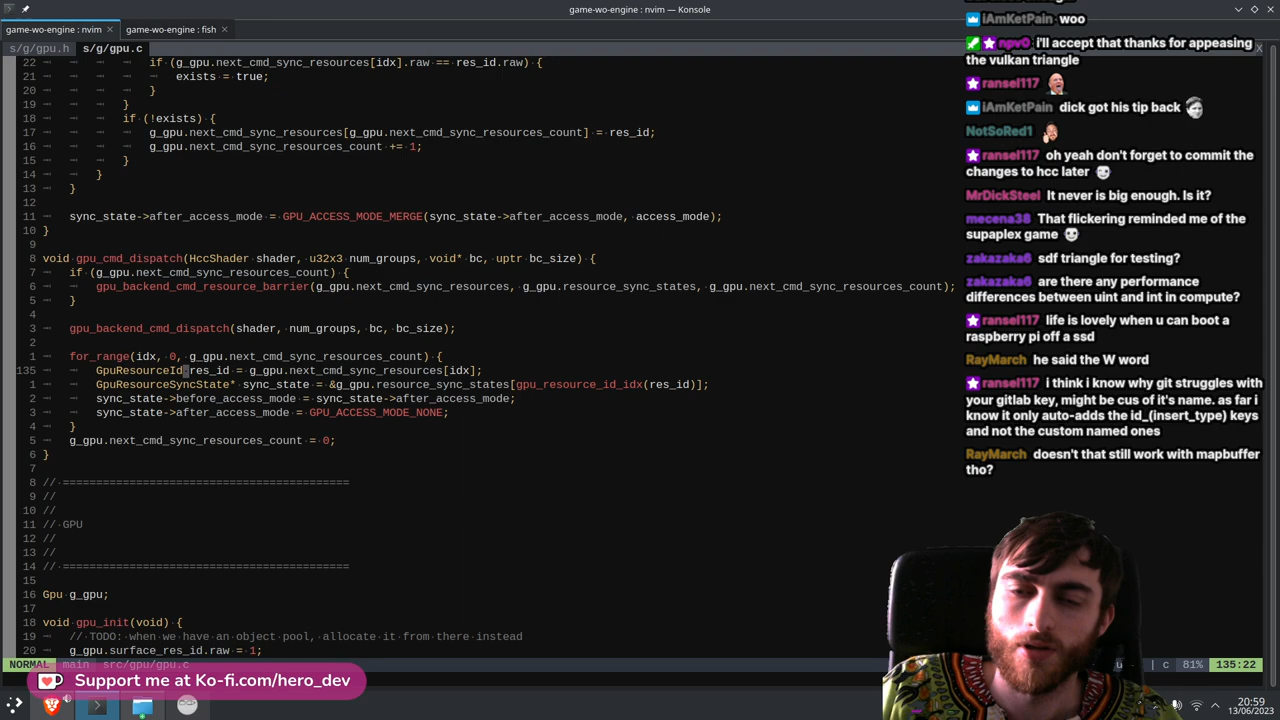 game-wo-engine : nvim — Konsole
game-wo-engine : nvim
game-wo-engine : fish
s/g/gpu.h
s/g/gpu.c
22 if (g_gpu.next_cmd_sync_resources[idx].raw == res_id.raw) {
21 exists = true;
20 }
19 }
18 if (!exists) {
17 g_gpu.next_cmd_sync_resources[g_gpu.next_cmd_sync_resources_count] = res_id;
16 g_gpu.next_cmd_sync_resources_count += 1;
15 }
14 }
13 }
12
11 sync_state->after_access_mode = GPU_ACCESS_MODE_MERGE(sync_state->after_access_mode, access_mode);
10 }
9
8 void gpu_cmd_dispatch(HccShader shader, u32x3 num_groups, void* bc, uptr bc_size) {
7 if (g_gpu.next_cmd_sync_resources_count) {
6 gpu_backend_cmd_resource_barrier(g_gpu.next_cmd_sync_resources, g_gpu.resource_sync_states, g_gpu.next_cmd_sync_resources_count);
5 }
4
3 gpu_backend_cmd_dispatch(shader, num_groups, bc, bc_size);
2
1 for_range(idx, 0, g_gpu.next_cmd_sync_resources_count) {
135 GpuResourceId res_id = g_gpu.next_cmd_sync_resources[idx];
1 GpuResourceSyncState* sync_state = &g_gpu.resource_sync_states[gpu_resource_id_idx(res_id)];
2 sync_state->before_access_mode = sync_state->after_access_mode;
3 sync_state->after_access_mode = GPU_ACCESS_MODE_NONE;
4 }
5 g_gpu.next_cmd_sync_resources_count = 0;
6 }
7
8 // ===========================================
9 //
10 //
11 // GPU
12 //
13 //
14 // ===========================================
15
16 Gpu g_gpu;
17
18 void gpu_init(void) {
19 // TODO: when we have an object pool, allocate it from there instead
20 g_gpu.surface_res_id.raw = 1;
NORMAL main src/gpu/gpu.c
| c 81% 135:22
Support me at Ko-fi.com/hero_dev
20:59
13/06/2023
iAmKetPain woo
npv0 i'll accept that thanks for appeasing
the vulkan triangle
ransel117
iAmKetPain dick got his tip back
NotSoRed1
ransel117 oh yeah don't forget to commit the
changes to hcc later
MrDickSteel It never is big enough. Is it?
mecena38 That flickering reminded me of the
supaplex game
zakazaka6 sdf triangle for testing?
zakazaka6 are there any performance
differences between uint and int in compute?
ransel117 life is lovely when u can boot a
raspberry pi off a ssd
RayMarch he said the W word
ransel117 i think i know why git struggles with
your gitlab key, might be cus of it's name. as far i
know it only auto-adds the id_(insert_type) keys
and not the custom named ones
RayMarch doesn't that still work with mapbuffer
tho?